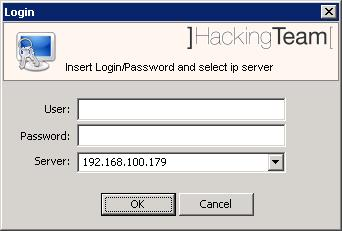 Login
]HackingTeam[
Insert Login/Password and select ip server
User:
Password:
Server: 192.168.100.179
OK Cancel